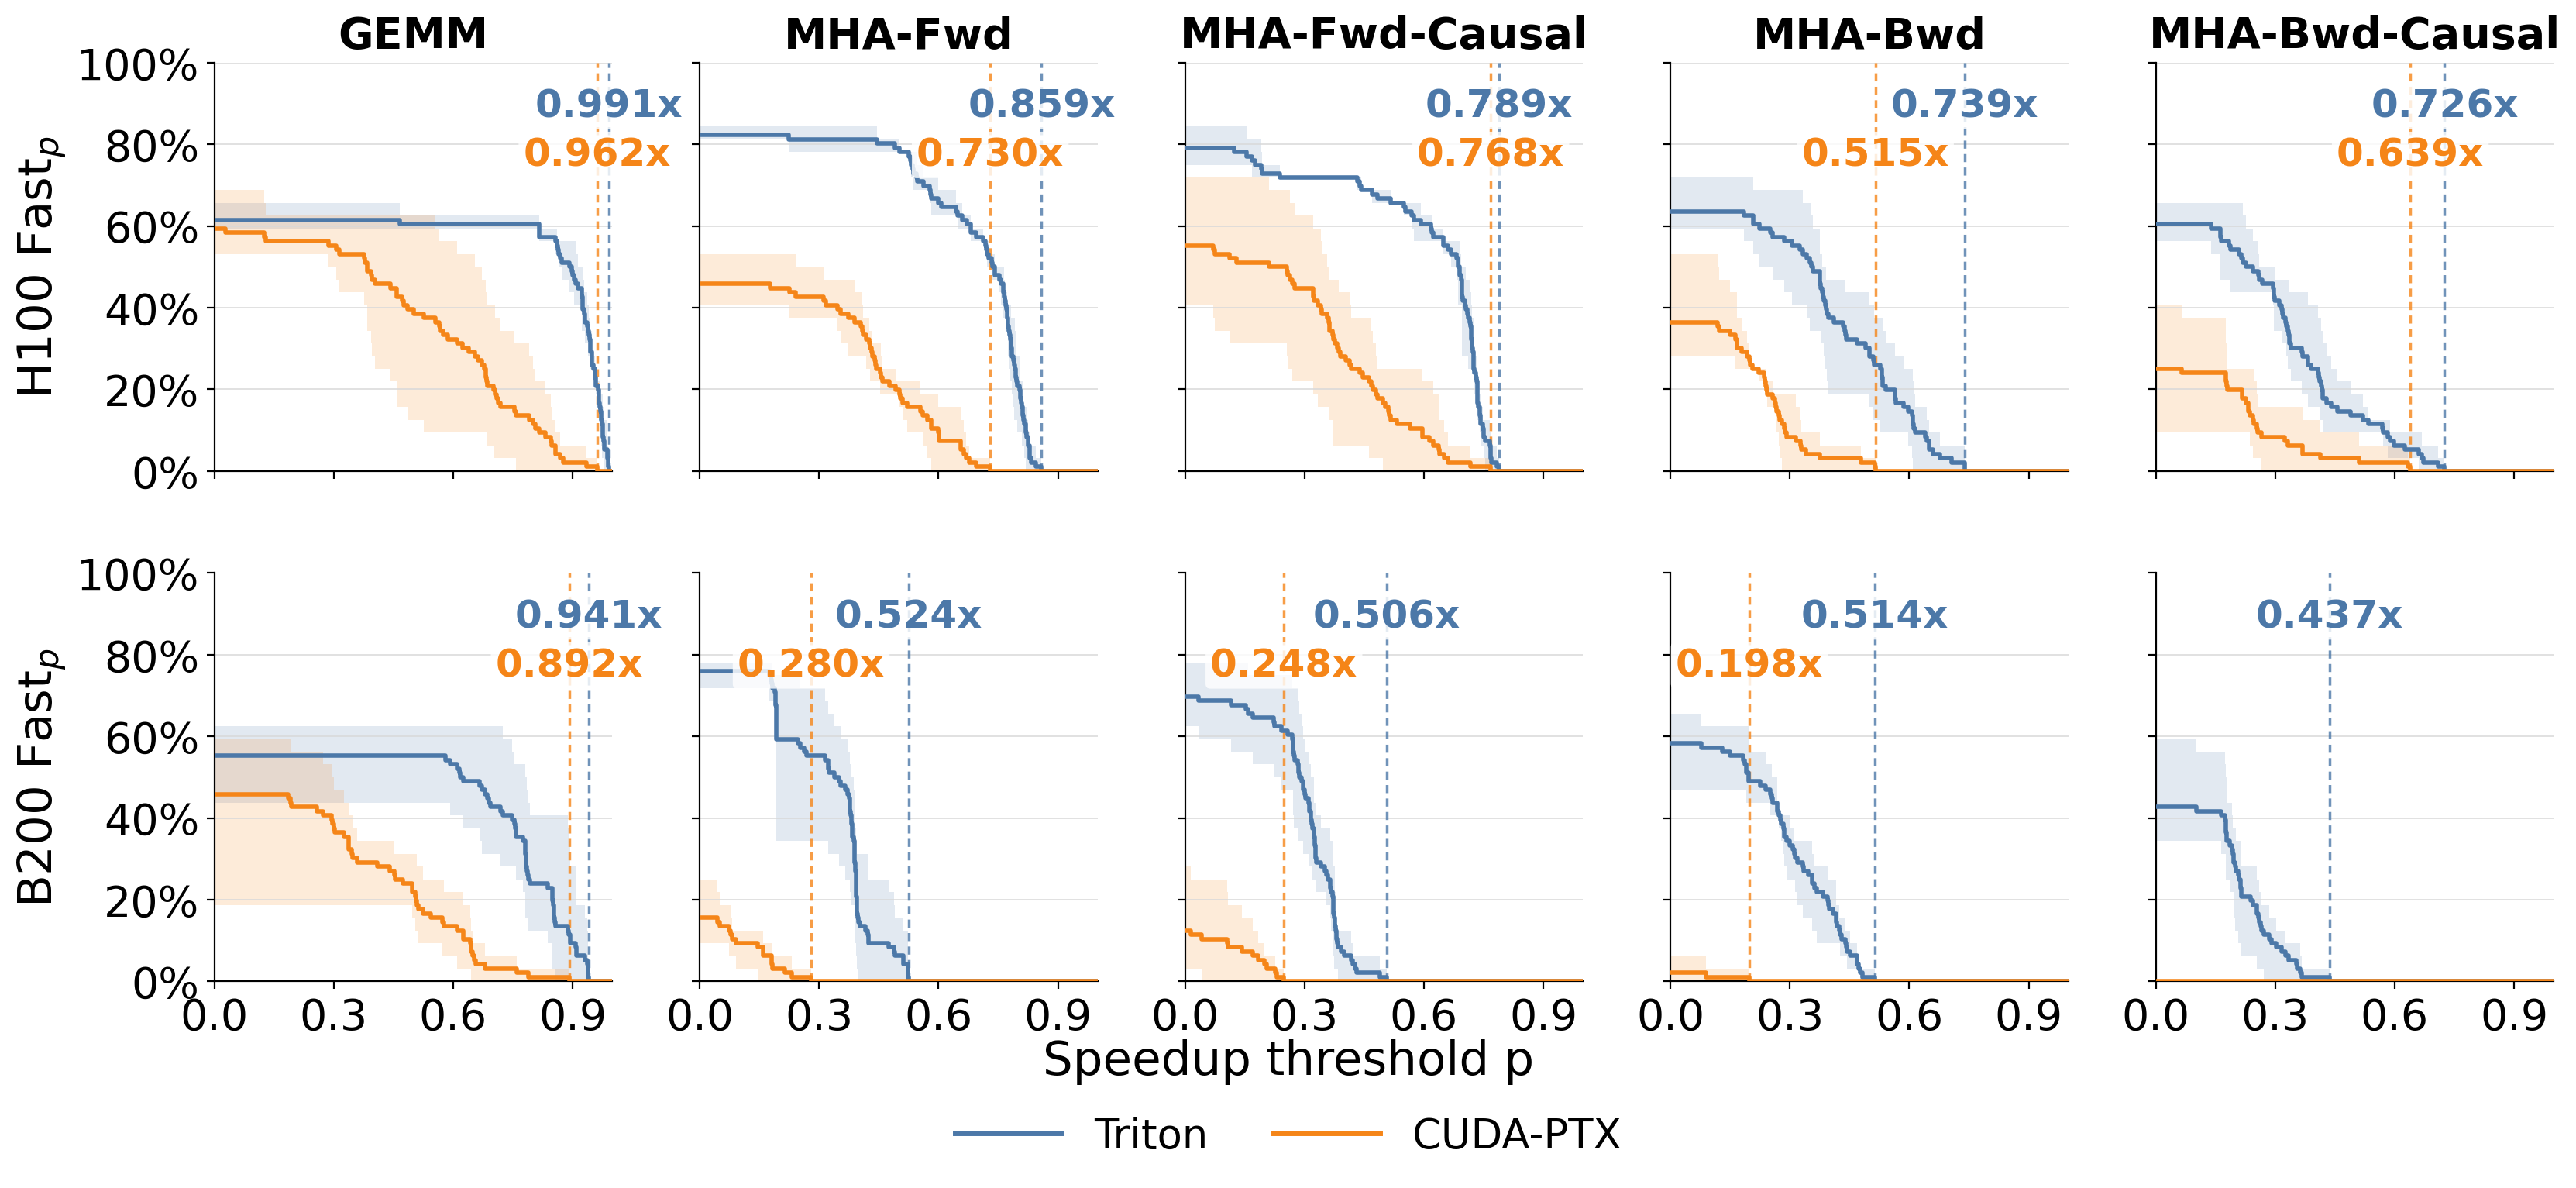 GEMM
MHA-Fwd
MHA-Fwd-Causal
MHA-Bwd
MHA-Bwd-Causal
H100 Fastp
100%
80%
60%
40%
20%
0%
0.991x
0.962x
0.859x
0.730x
0.789x
0.768x
0.739x
0.515x
0.726x
0.639x
B200 Fastp
100%
80%
60%
40%
20%
0%
0.941x
0.892x
0.524x
0.280x
0.506x
0.248x
0.514x
0.198x
0.437x
0.0 0.3 0.6 0.9
0.0 0.3 0.6 0.9
0.0 0.3 0.6 0.9
0.0 0.3 0.6 0.9
0.0 0.3 0.6 0.9
Speedup threshold p
Triton
CUDA-PTX